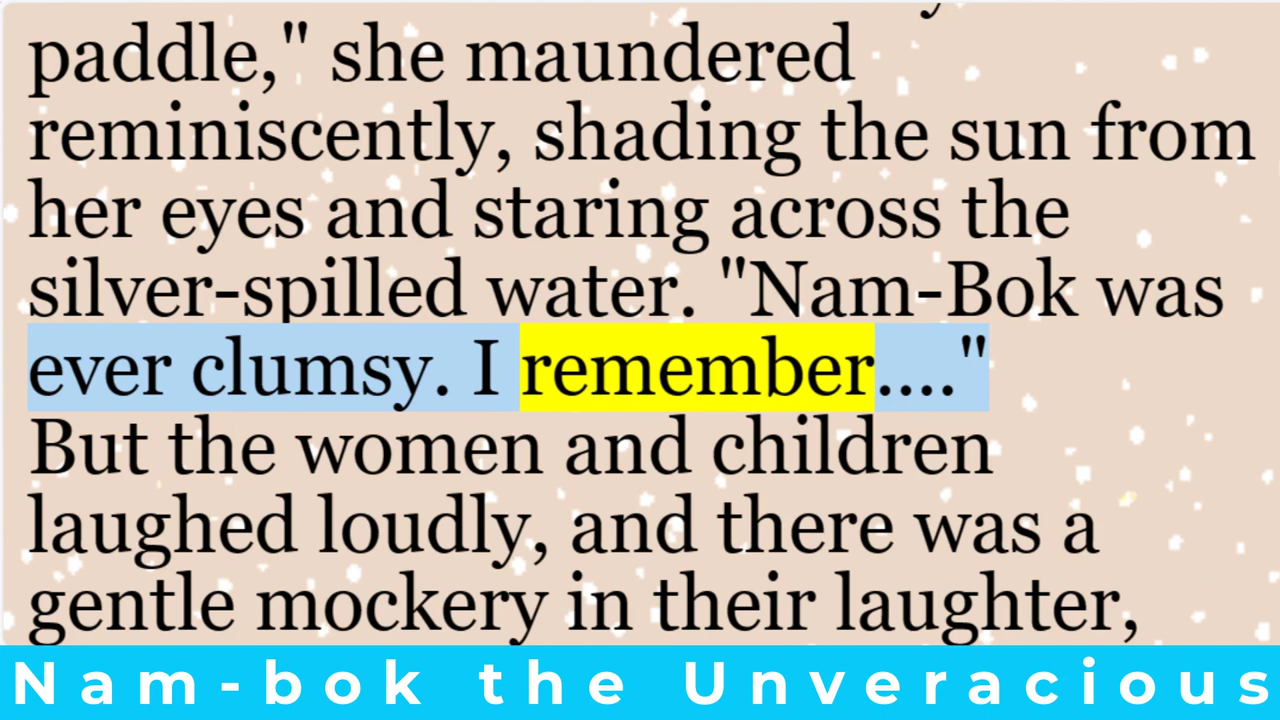 paddle," she maundered
reminiscently, shading the sun from
her eyes and staring across the
silver-spilled water. "Nam-Bok was
ever clumsy. I remember...."
But the women and children
laughed loudly, and there was a
gentle mockery in their laughter,
Nam-bok the Unveracious